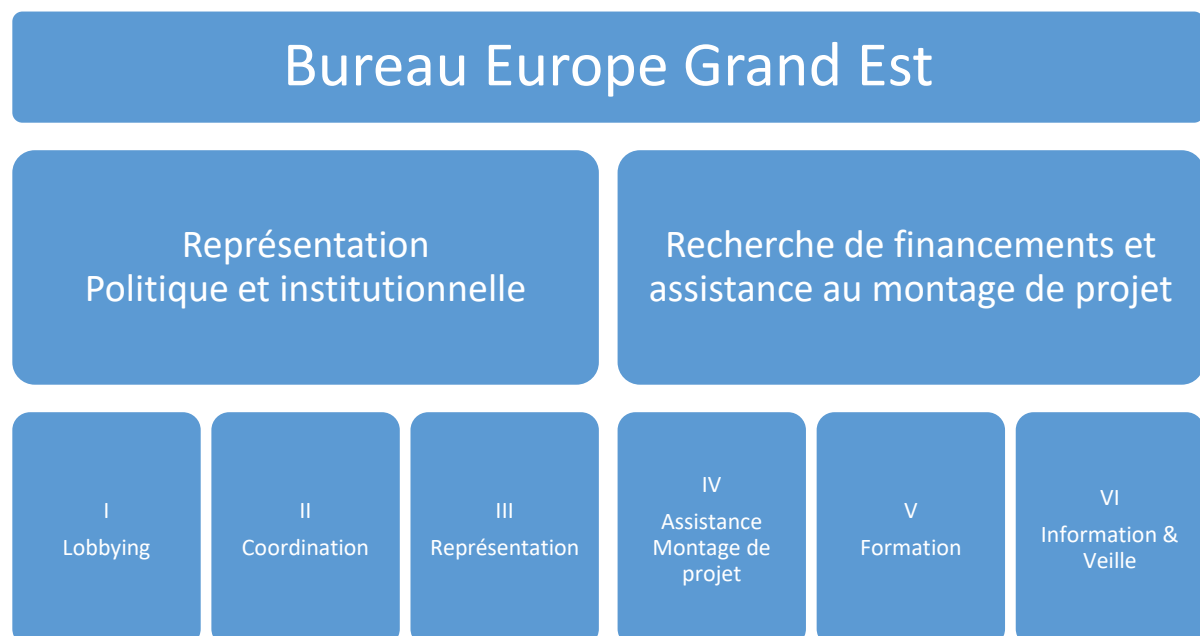 Bureau Europe Grand Est
Représentation
Politique et institutionnelle
Recherche de financements et
assistance au montage de projet
I
Lobbying
II
Coordination
III
Représentation
IV
Assistance
Montage de
projet
V
Formation
VI
Information &
Veille